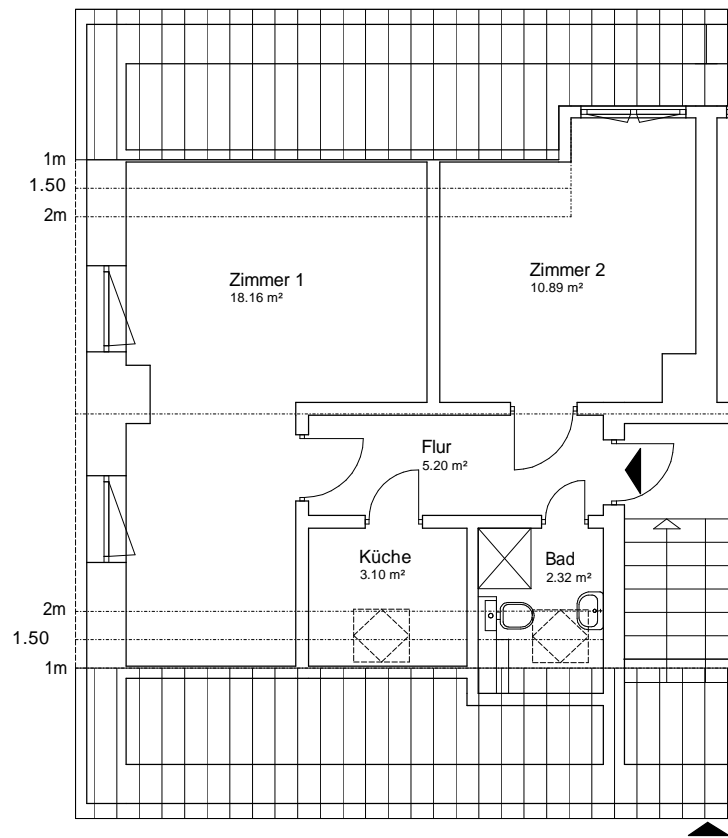 1m
1.50
2m
Zimmer 1
18.16 m²
Zimmer 2
10.89 m²
Flur
5.20 m²
Küche
3.10 m²
Bad
2.32 m²
2m
1.50
1m